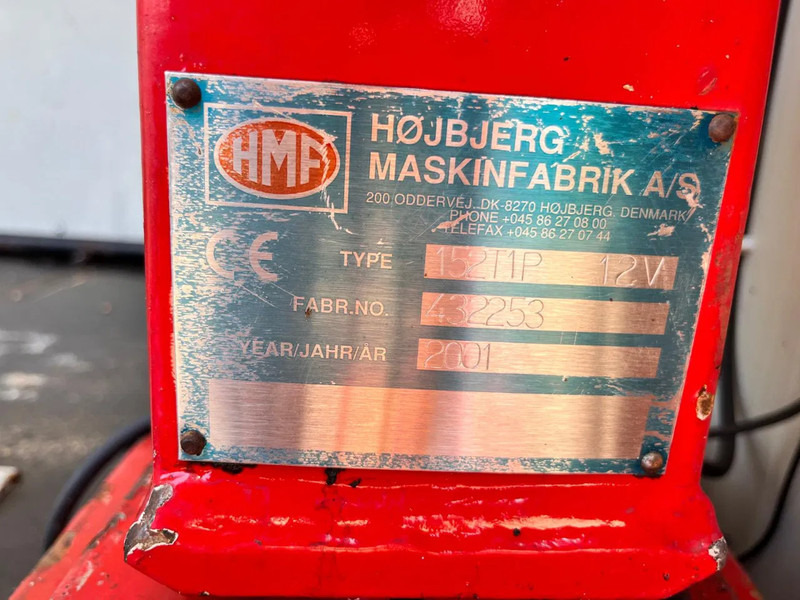 HMF
HØJBJERG
MASKINFABRIK A/S
200 ODDERVEJ. DK-8270 HØJBJERG. DENMARK
PHONE +045 86 27 08 00
TELEFAX +045 86 27 07 44
CE
TYPE 152T1P 12V
FABR.NO. 432253
YEAR/JAHR/ÅR 2001